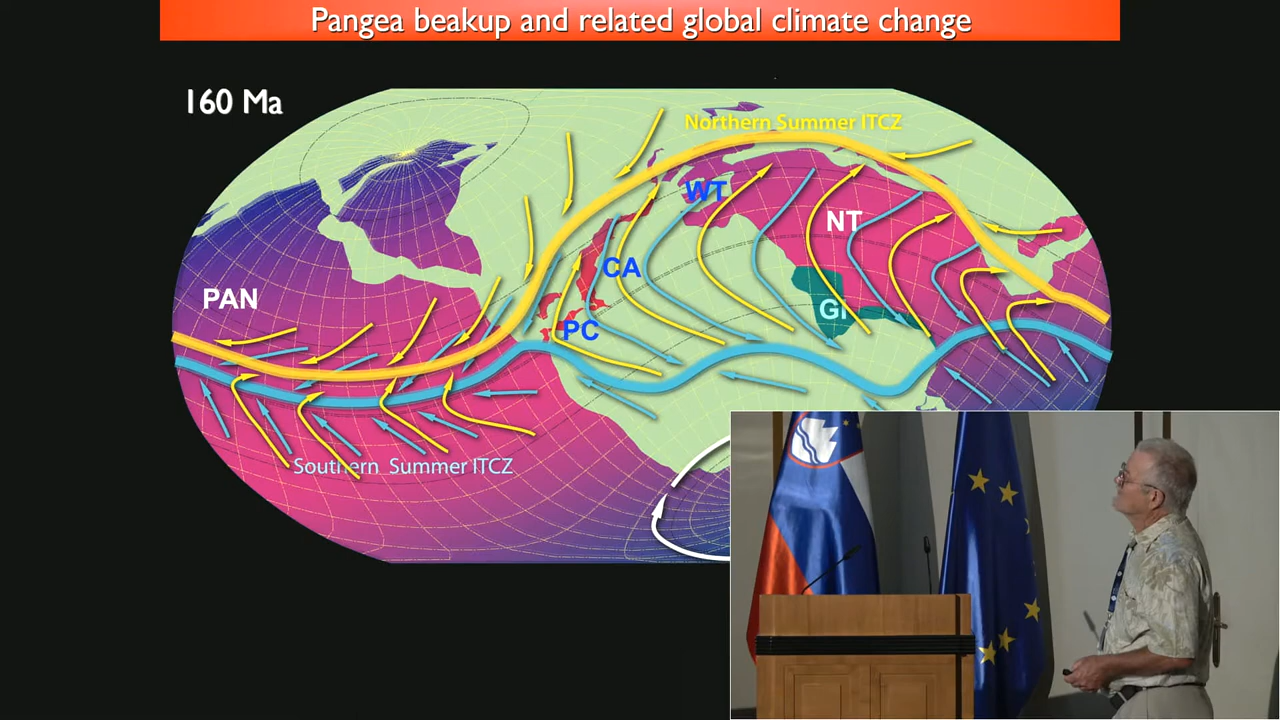 Pangea beakup and related global climate change
160 Ma
Northern Summer ITCZ
WT
NT
CA
PAN
GI
PC
Southern Summer ITCZ